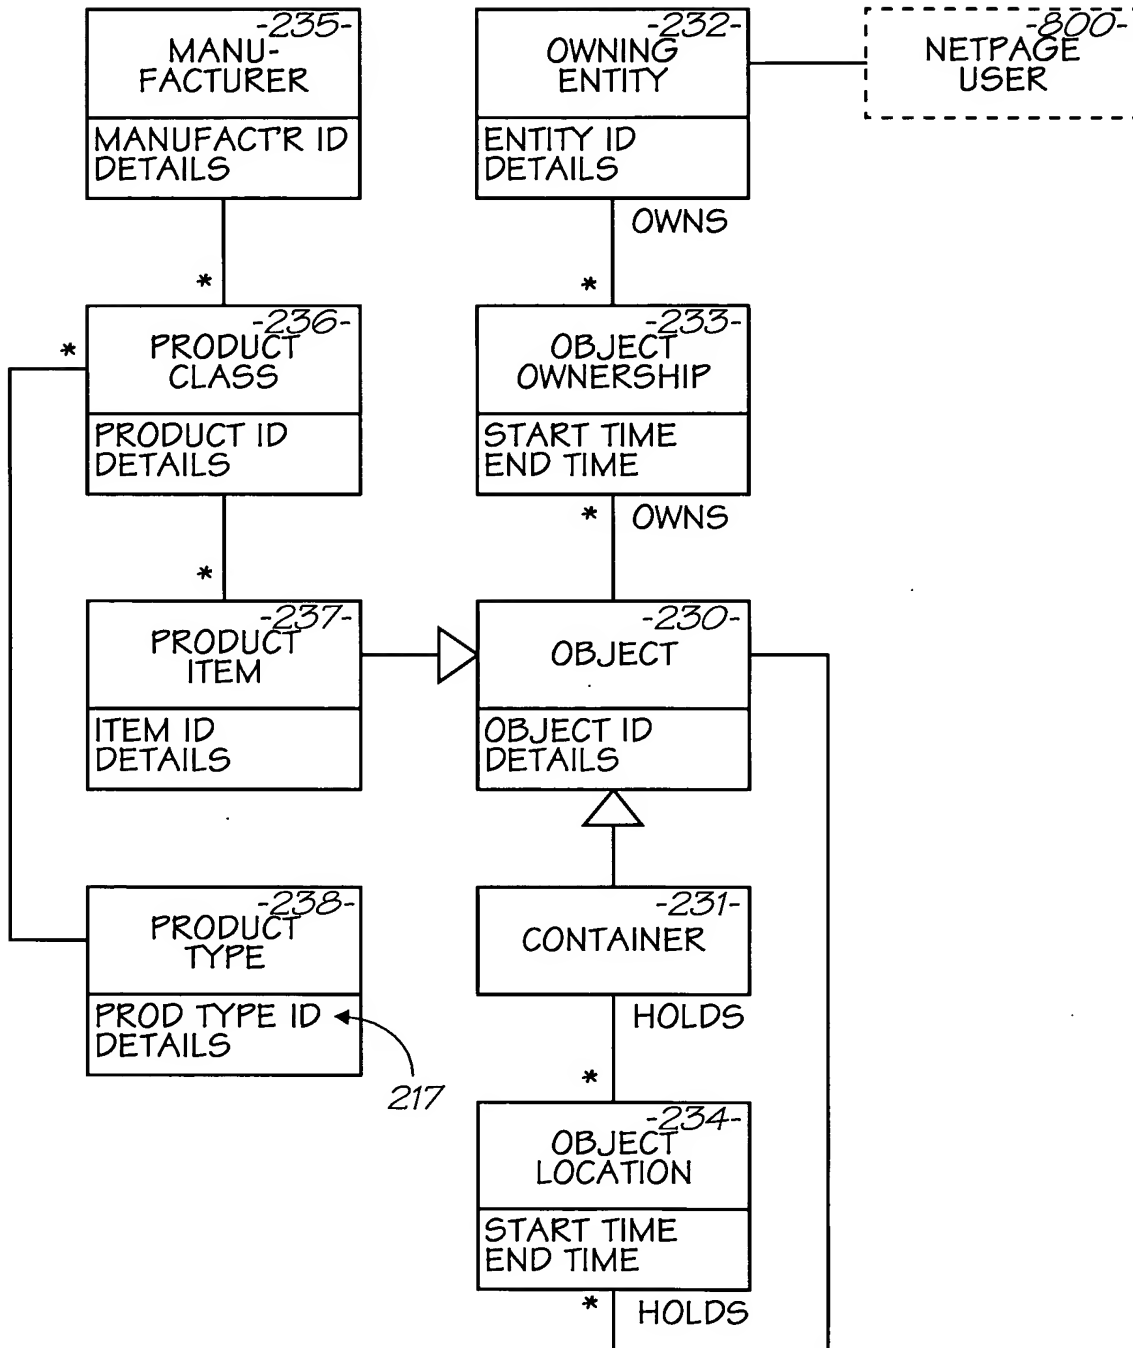 -235-
MANU-
FACTURER
MANUFACT'R ID
DETAILS
-232-
OWNING
ENTITY
ENTITY ID
DETAILS
-800-
NETPAGE
USER
OWNS
*
*
-236-
PRODUCT
CLASS
PRODUCT ID
DETAILS
*
-233-
OBJECT
OWNERSHIP
START TIME
END TIME
* OWNS
*
-237-
PRODUCT
ITEM
ITEM ID
DETAILS
-230-
OBJECT
OBJECT ID
DETAILS
-238-
PRODUCT
TYPE
PROD TYPE ID
DETAILS
217
-231-
CONTAINER
HOLDS
*
-234-
OBJECT
LOCATION
START TIME
END TIME
* HOLDS